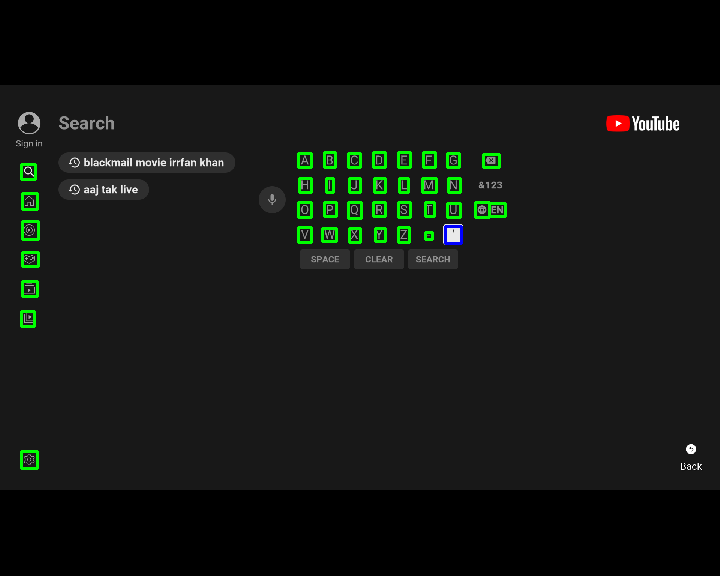 Search
YouTube
Sign in
blackmail movie irrfan khan
aaj tak live
A B C D E F G
H I J K L M N &123
O P Q R S T U EN
V W X Y Z - '
SPACE CLEAR SEARCH
Back